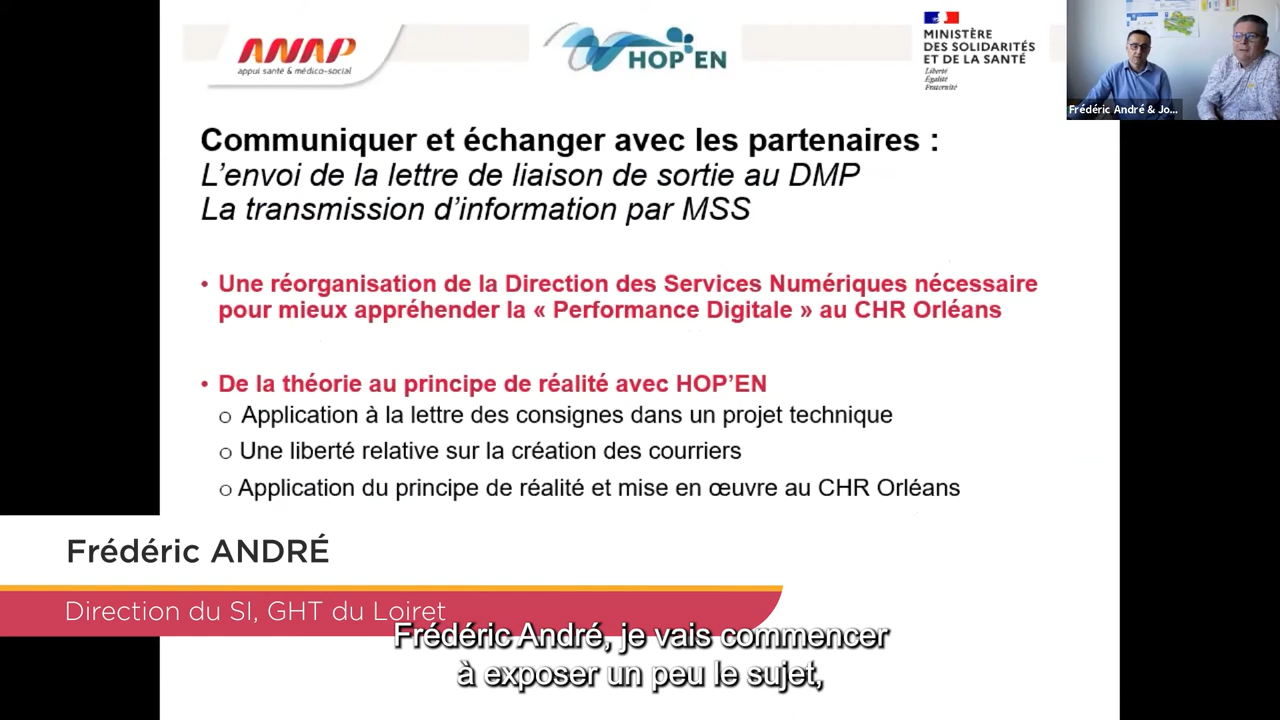 ANAP
appui santé & médico-social
HOP'EN
MINISTÈRE
DES SOLIDARITÉS
ET DE LA SANTÉ
Liberté
Égalité
Fraternité
Frédéric André & Jo...
Communiquer et échanger avec les partenaires :
L'envoi de la lettre de liaison de sortie au DMP
La transmission d'information par MSS
• Une réorganisation de la Direction des Services Numériques nécessaire
pour mieux appréhender la « Performance Digitale » au CHR Orléans
• De la théorie au principe de réalité avec HOP'EN
o Application à la lettre des consignes dans un projet technique
o Une liberté relative sur la création des courriers
o Application du principe de réalité et mise en œuvre au CHR Orléans
Frédéric ANDRÉ
Direction du SI, GHT du Loiret
Frédéric André, je vais commencer
à exposer un peu le sujet,